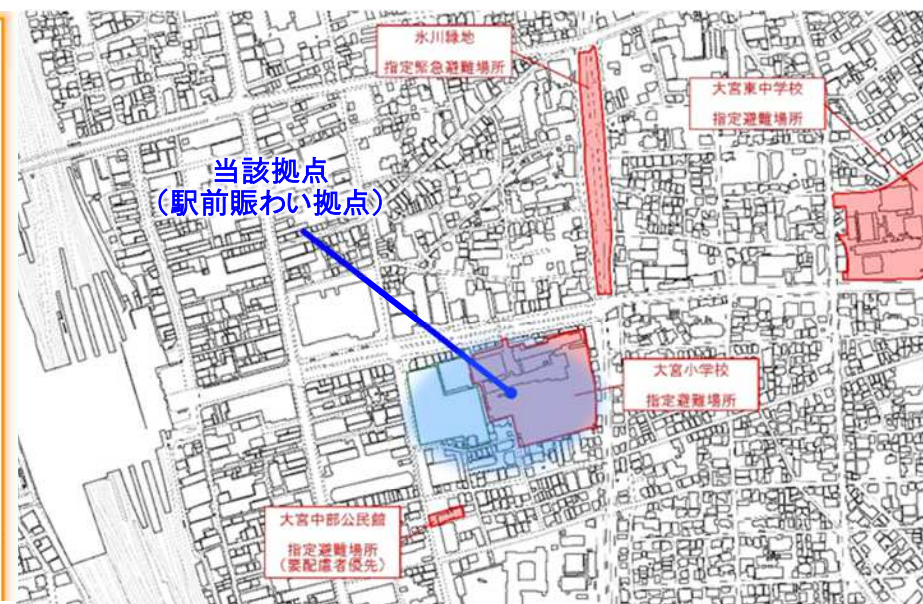 氷川緑地
指定緊急避難場所
大宮東中学校
指定避難場所
当該拠点
（駅前賑わい拠点）
大宮小学校
指定避難場所
大宮中部公民館
指定避難場所
（要配慮者優先）